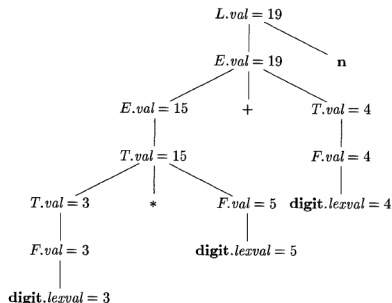 L.val = 19
E.val = 19 n
E.val = 15 + T.val = 4
T.val = 15 F.val = 4
T.val = 3 * F.val = 5 digit.lexval = 4
F.val = 3 digit.lexval = 5
digit.lexval = 3